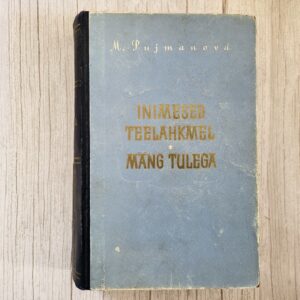 M. Pujmanová
INIMESED
TEELAHKMEL
*
MÄNG TULEGA